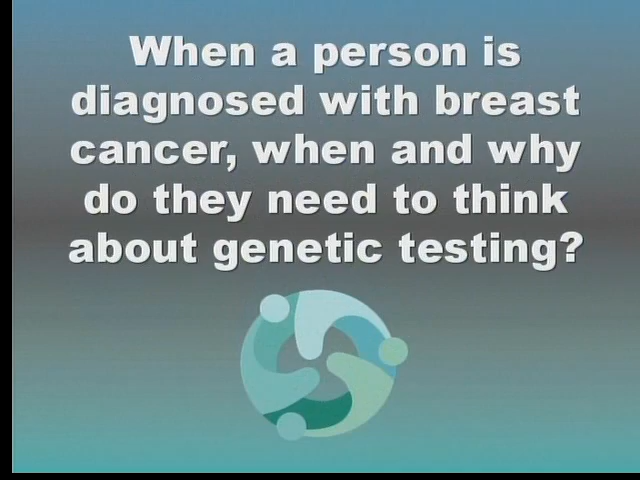 When a person is
diagnosed with breast
cancer, when and why
do they need to think
about genetic testing?